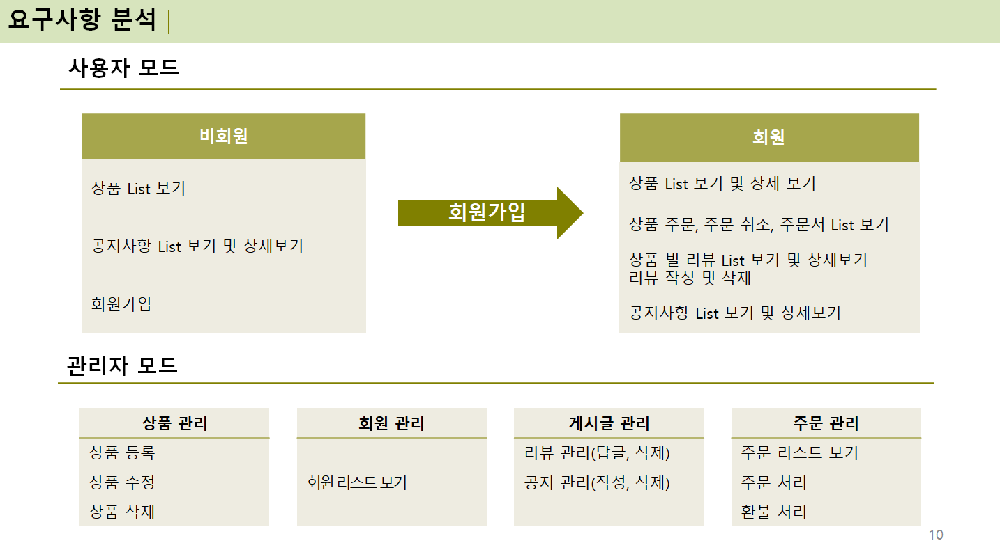 요구사항 분석
사용자 모드
비회원
상품 List 보기
공지사항 List 보기 및 상세보기
회원가입
회원가입
회원
상품 List 보기 및 상세 보기
상품 주문, 주문 취소, 주문서 List 보기
상품 별 리뷰 List 보기 및 상세보기
리뷰 작성 및 삭제
공지사항 List 보기 및 상세보기
관리자 모드
상품 관리
상품 등록
상품 수정
상품 삭제
회원 관리
회원 리스트 보기
게시글 관리
리뷰 관리(답글, 삭제)
공지 관리(작성, 삭제)
주문 관리
주문 리스트 보기
주문 처리
환불 처리
10